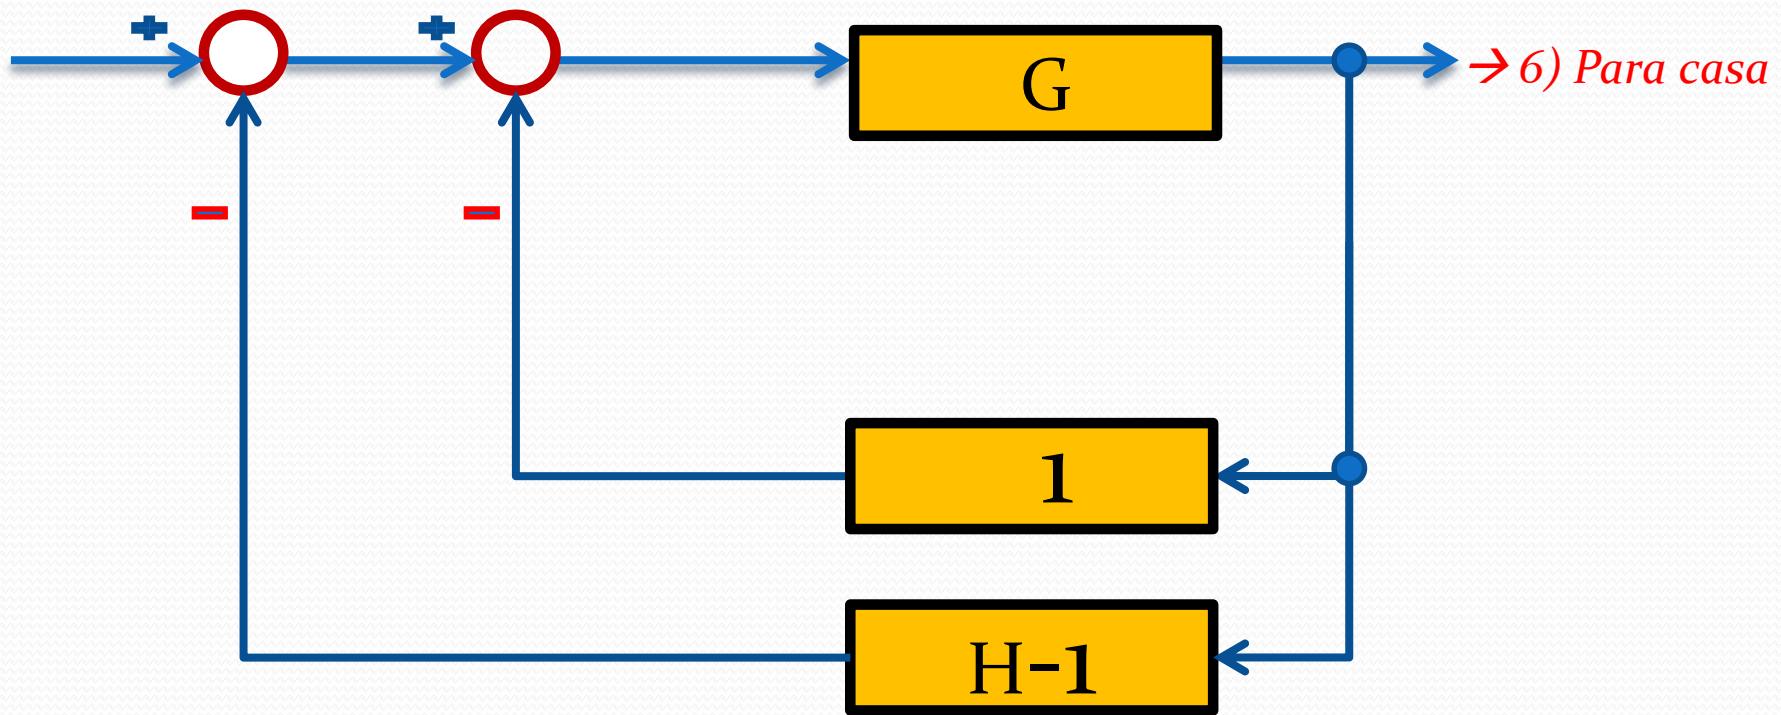 +
+
G
→ 6) Para casa
–
–
1
H-1